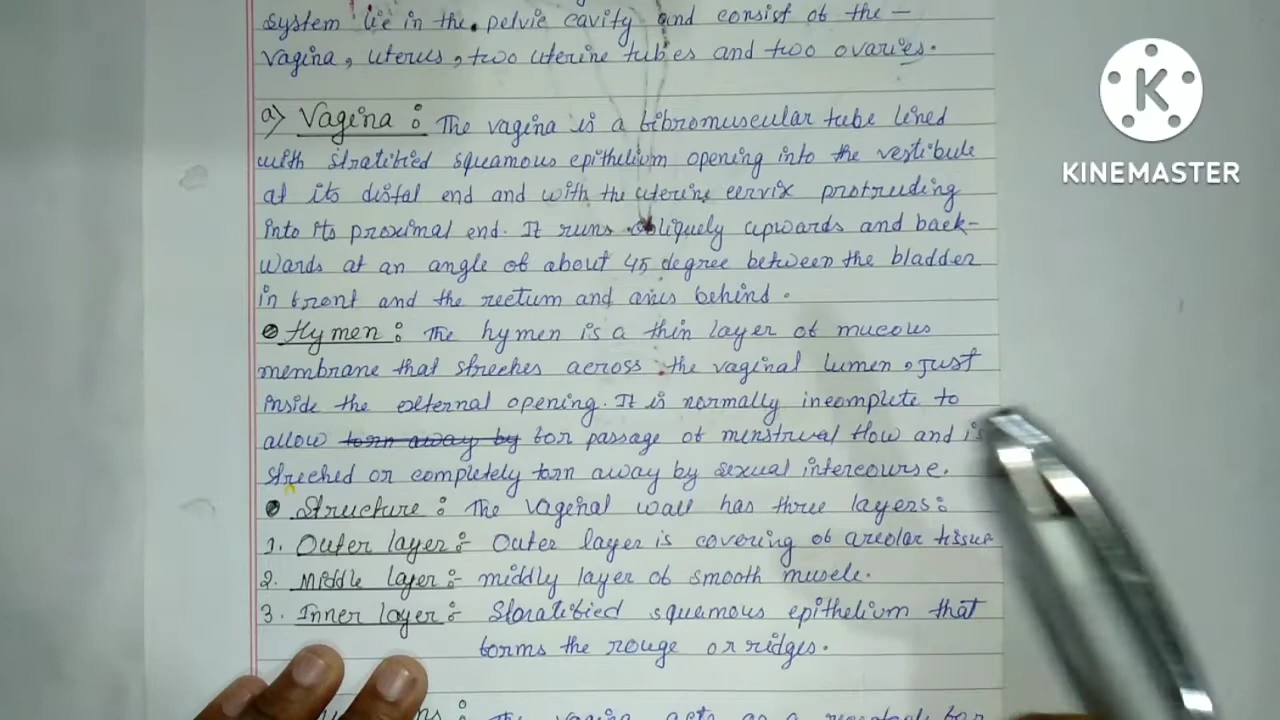 system lie in the pelvic cavity and consist of the -
vagina, uterus, two uterine tubes and two ovaries.
a) Vagina : The vagina is a fibromuscular tube lined
with stratified squamous epithelium opening into the vestibule
at its distal end and with the uterine cervix protruding
into its proximal end. It runs obliquely upwards and back-
wards at an angle of about 45 degree between the bladder
in front and the rectum and anus behind.
Hymen : The hymen is a thin layer of mucous
membrane that streches across the vaginal lumen, just
inside the external opening. It is normally incomplete to
allow torn away by for passage of menstrual flow and is
streched or completely torn away by sexual intercourse.
Structure : The vaginal wall has three layers:
1. Outer layer :- Outer layer is covering of areolar tissue
2. Middle layer :- middly layer of smooth muscle.
3. Inner layer :- Storatified squamous epithelium that
forms the rouge or ridges.
The vagina acts as a receptacle for
K
KINEMASTER